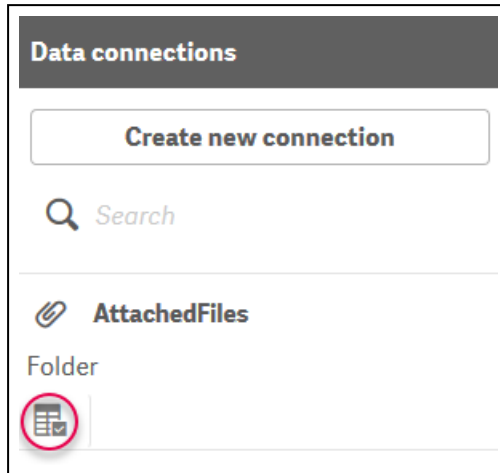 Data connections
Create new connection
Search
AttachedFiles
Folder